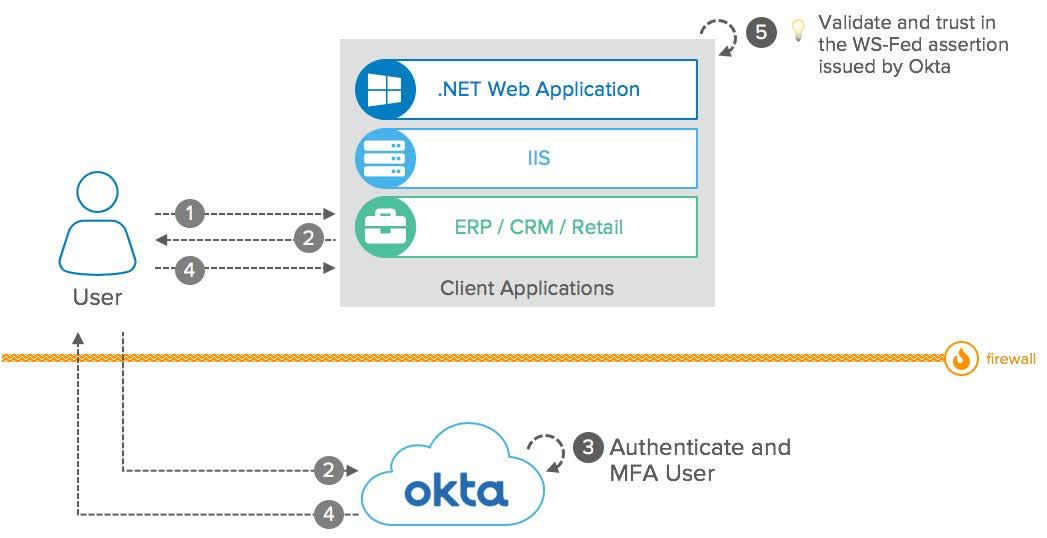 5
Validate and trust in
the WS-Fed assertion
issued by Okta
.NET Web Application
IIS
ERP / CRM / Retail
Client Applications
1
2
4
User
firewall
2
4
okta
3
Authenticate and
MFA User